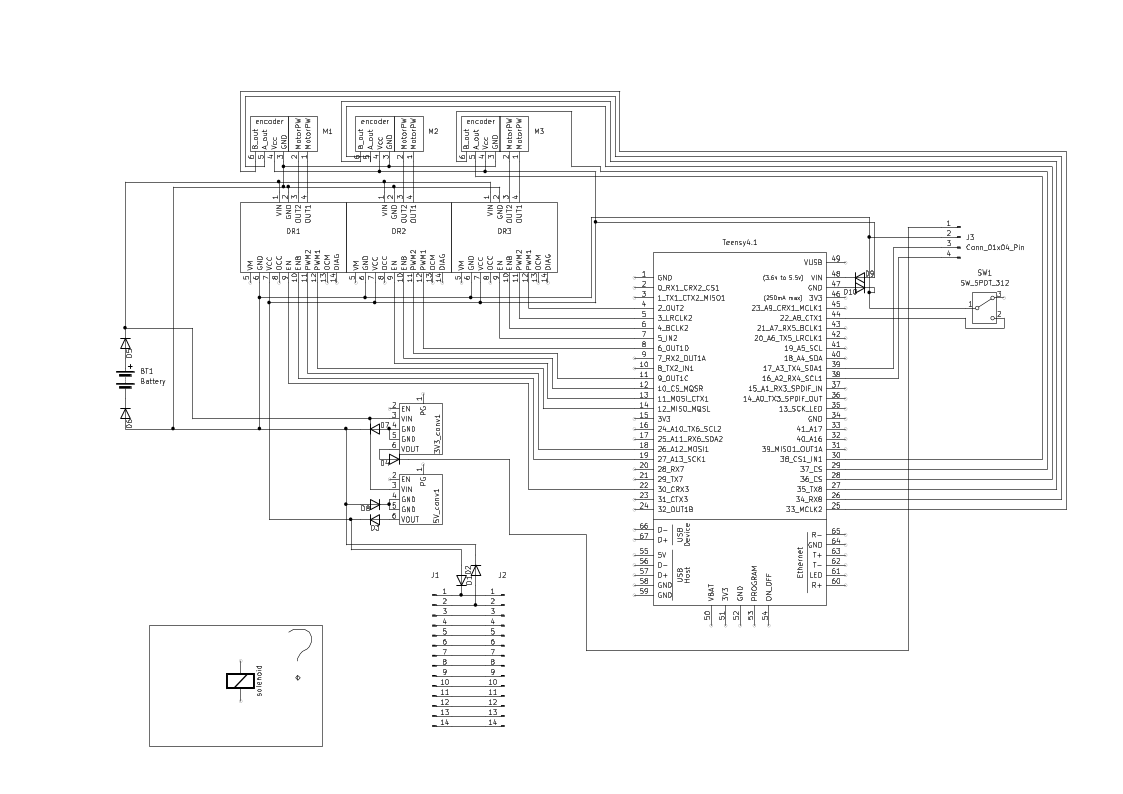 encoder
B_out
A_out
Vcc
GND
MotorPW
MotorPW
6
5
4
3
2
1
M1
encoder
B_out
A_out
Vcc
GND
MotorPW
MotorPW
6
5
4
3
2
1
M2
encoder
B_out
A_out
Vcc
GND
MotorPW
MotorPW
6
5
4
3
2
1
M3
1
2
3
4
VIN
GND
OUT2
OUT1
DR1
VM
GND
VCC
OCC
EN
ENB
PWM2
PWM1
OCM
DIAG
5
6
7
8
9
10
11
12
13
14
1
2
3
4
VIN
GND
OUT2
OUT1
DR2
VM
GND
VCC
OCC
EN
ENB
PWM2
PWM1
OCM
DIAG
5
6
7
8
9
10
11
12
13
14
1
2
3
4
VIN
GND
OUT2
OUT1
DR3
VM
GND
VCC
OCC
EN
ENB
PWM2
PWM1
OCM
DIAG
5
6
7
8
9
10
11
12
13
14
D5
+
BT1
Battery
D6
Teensy4.1
1 GND
2 0_RX1_CRX2_CS1
3 1_TX1_CTX2_MISO1
4 2_OUT2
5 3_LRCLK2
6 4_BCLK2
7 5_IN2
8 6_OUT1D
9 7_RX2_OUT1A
10 8_TX2_IN1
11 9_OUT1C
12 10_CS_MQSR
13 11_MOSI_CTX1
14 12_MISO_MQSL
15 3V3
16 24_A10_TX6_SCL2
17 25_A11_RX6_SDA2
18 26_A12_MOSI1
19 27_A13_SCK1
20 28_RX7
21 29_TX7
22 30_CRX3
23 31_CTX3
24 32_OUT1B
VUSB 49
(3.6v to 5.5v) VIN 48
GND 47
(250mA max) 3V3 46
23_A9_CRX1_MCLK1 45
22_A8_CTX1 44
21_A7_RX5_BCLK1 43
20_A6_TX5_LRCLK1 42
19_A5_SCL 41
18_A4_SDA 40
17_A3_TX4_SDA1 39
16_A2_RX4_SCL1 38
15_A1_RX3_SPDIF_IN 37
14_A0_TX3_SPDIF_OUT 36
13_SCK_LED 35
GND 34
41_A17 33
40_A16 32
39_MISO1_OUT1A 31
38_CS1_IN1 30
37_CS 29
36_CS 28
35_TX8 27
34_RX8 26
33_MCLK2 25
66 D-
67 D+
USB Device
55 5V
56 D-
57 D+
58 GND
59 GND
USB Host
R- 65
GND 64
T+ 63
T- 62
LED 61
R+ 60
Ethernet
VBAT
3V3
GND
PROGRAM
ON_OFF
50
51
52
53
54
D9
D10
1
2
3
4
J3
Conn_01x04_Pin
SW1
SW_SPDT_312
1
3
2
2 EN
3 VIN
4 GND
5 GND
6 VOUT
PG 1
3V3_conv1
D7
D4
2 EN
3 VIN
4 GND
5 GND
6 VOUT
PG 1
5V_conv1
D8
D3
D1
D2
J1
J2
1 1
2 2
3 3
4 4
5 5
6 6
7 7
8 8
9 9
10 10
11 11
12 12
13 13
14 14
solenoid